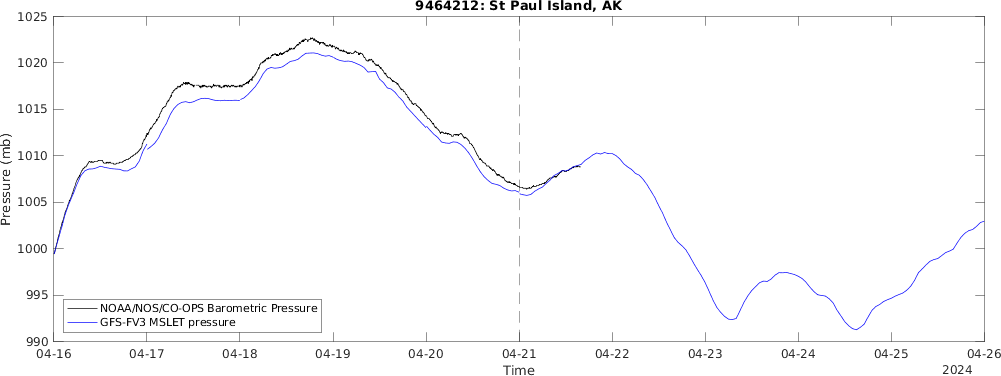 9464212: St Paul Island, AK
1025
1020
1015
1010
1005
1000
995
990
Pressure (mb)
NOAA/NOS/CO-OPS Barometric Pressure
GFS-FV3 MSLET pressure
04-16 04-17 04-18 04-19 04-20 04-21 04-22 04-23 04-24 04-25 04-26
Time
2024